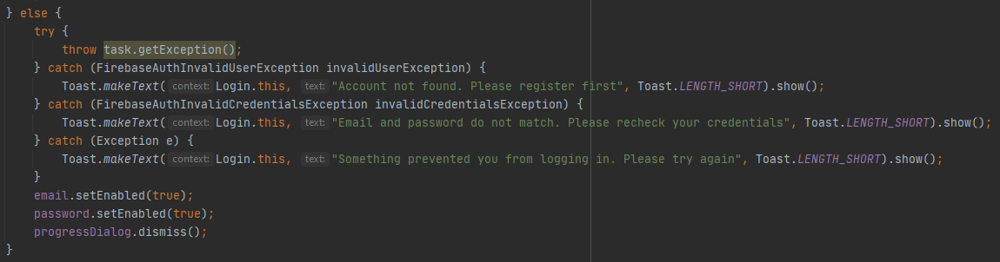 } else {
try {
throw task.getException();
} catch (FirebaseAuthInvalidUserException invalidUserException) {
Toast.makeText( context: Login.this, text: "Account not found. Please register first", Toast.LENGTH_SHORT).show();
} catch (FirebaseAuthInvalidCredentialsException invalidCredentialsException) {
Toast.makeText( context: Login.this, text: "Email and password do not match. Please recheck your credentials", Toast.LENGTH_SHORT).show();
} catch (Exception e) {
Toast.makeText( context: Login.this, text: "Something prevented you from logging in. Please try again", Toast.LENGTH_SHORT).show();
}
email.setEnabled(true);
password.setEnabled(true);
progressDialog.dismiss();
}